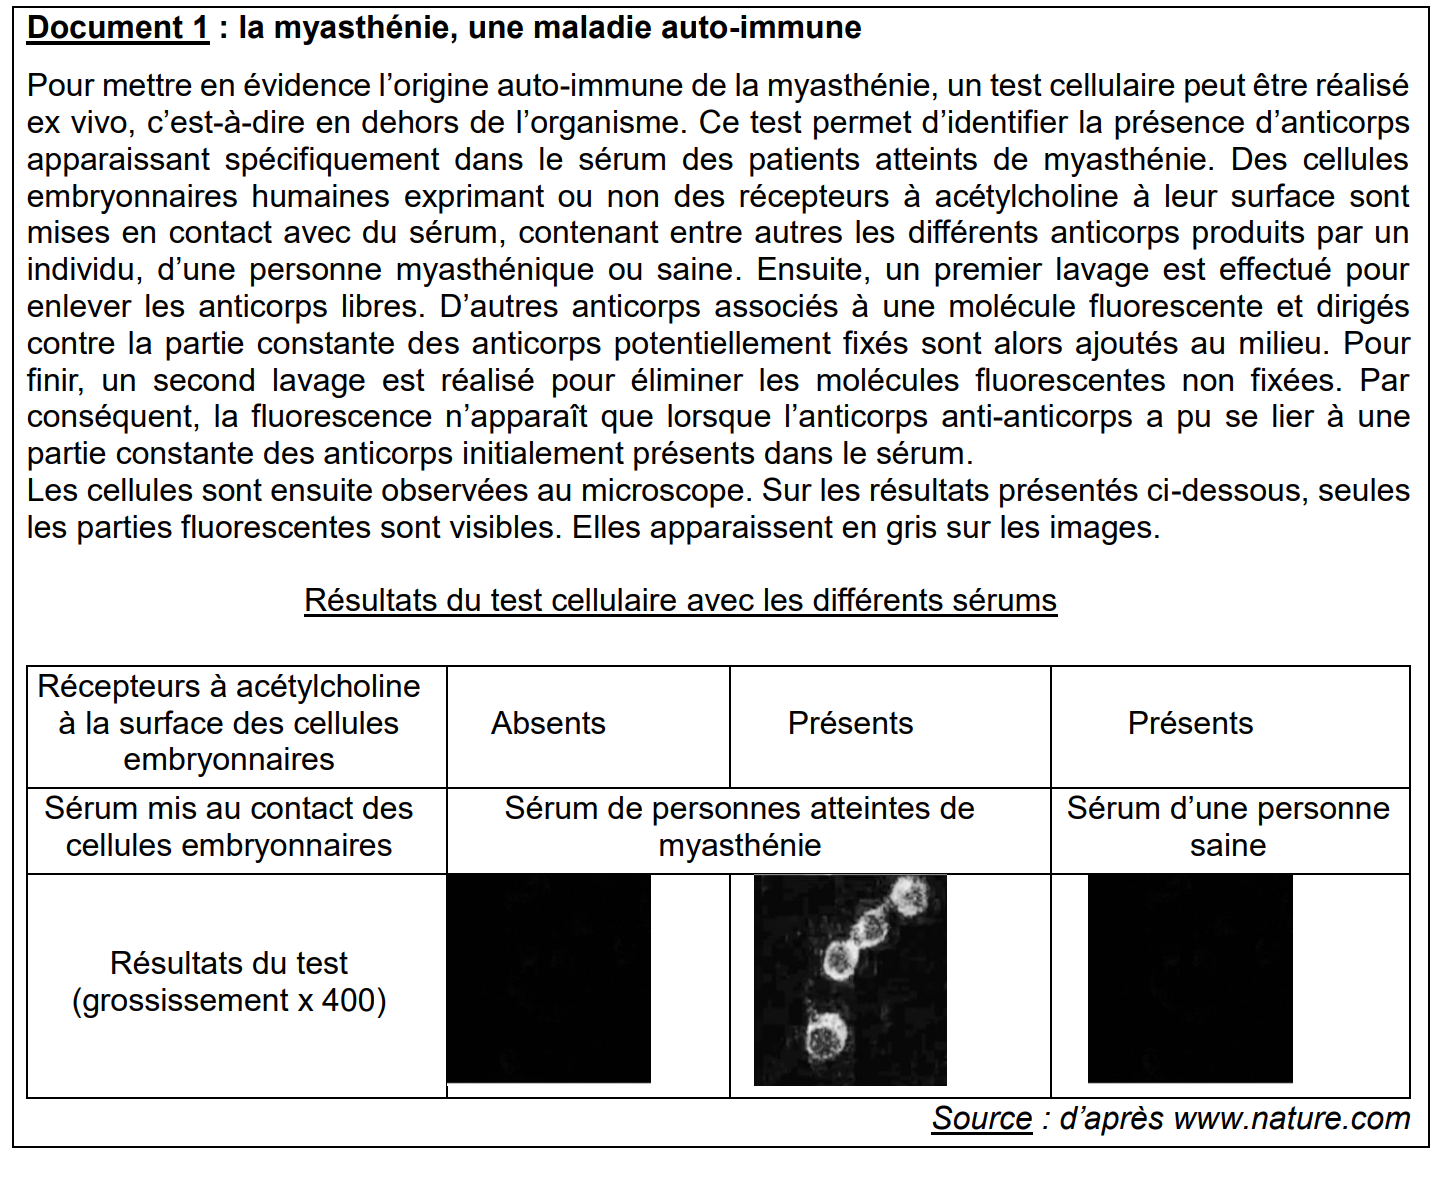 Document 1 : la myasthénie, une maladie auto-immune
Pour mettre en évidence l’origine auto-immune de la myasthénie, un test cellulaire peut être réalisé
ex vivo, c’est-à-dire en dehors de l’organisme. Ce test permet d’identifier la présence d’anticorps
apparaissant spécifiquement dans le sérum des patients atteints de myasthénie. Des cellules
embryonnaires humaines exprimant ou non des récepteurs à acétylcholine à leur surface sont
mises en contact avec du sérum, contenant entre autres les différents anticorps produits par un
individu, d’une personne myasthénique ou saine. Ensuite, un premier lavage est effectué pour
enlever les anticorps libres. D’autres anticorps associés à une molécule fluorescente et dirigés
contre la partie constante des anticorps potentiellement fixés sont alors ajoutés au milieu. Pour
finir, un second lavage est réalisé pour éliminer les molécules fluorescentes non fixées. Par
conséquent, la fluorescence n’apparaît que lorsque l’anticorps anti-anticorps a pu se lier à une
partie constante des anticorps initialement présents dans le sérum.
Les cellules sont ensuite observées au microscope. Sur les résultats présentés ci-dessous, seules
les parties fluorescentes sont visibles. Elles apparaissent en gris sur les images.
Résultats du test cellulaire avec les différents sérums
Récepteurs à acétylcholine
à la surface des cellules
embryonnaires
Absents
Présents
Présents
Sérum mis au contact des
cellules embryonnaires
Sérum de personnes atteintes de
myasthénie
Sérum d’une personne
saine
Résultats du test
(grossissement x 400)
Source : d’après www.nature.com